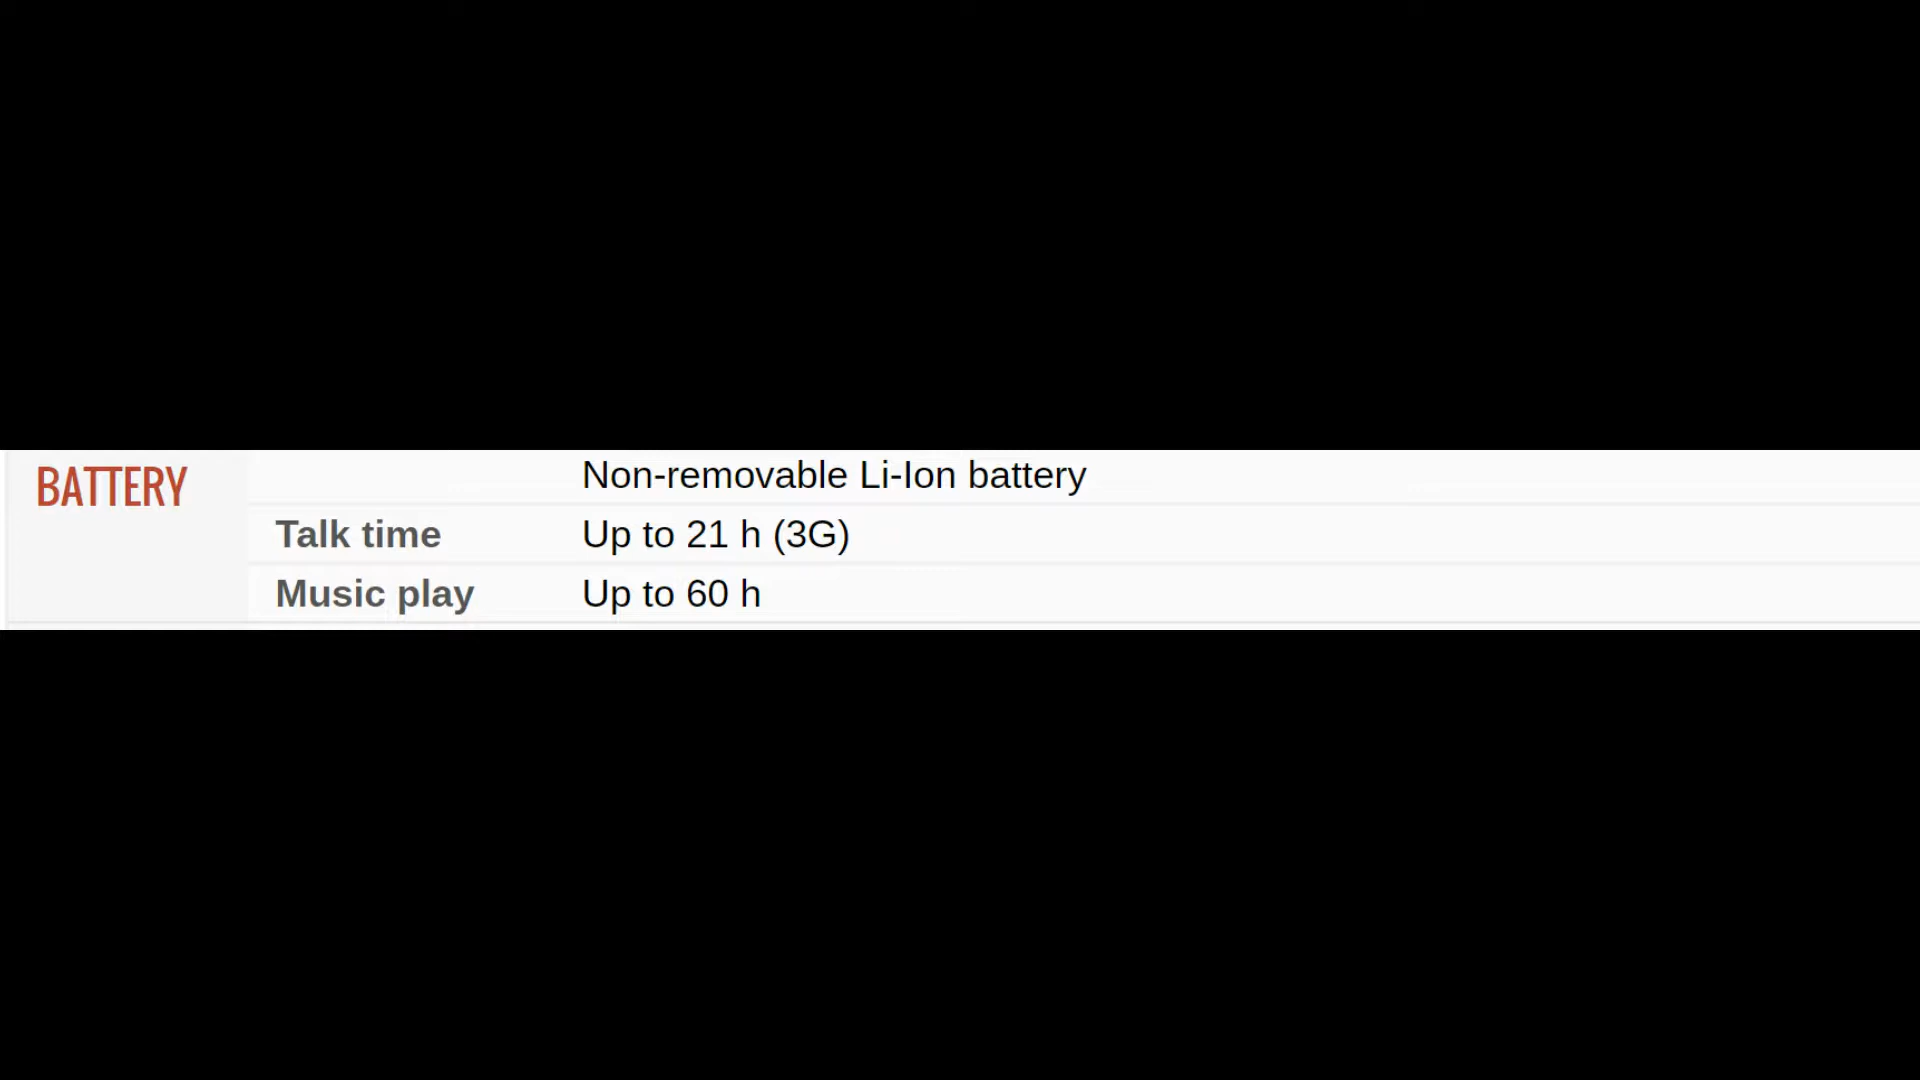 BATTERY Non-removable Li-Ion battery
Talk time Up to 21 h (3G)
Music play Up to 60 h